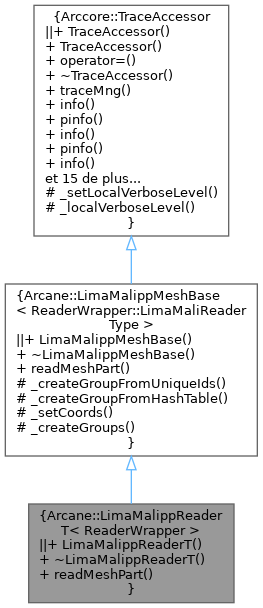 {Arccore::TraceAccessor
||+ TraceAccessor()
+ TraceAccessor()
+ operator=()
+ ~TraceAccessor()
+ traceMng()
+ info()
+ pinfo()
+ info()
+ pinfo()
+ info()
et 15 de plus...
# _setLocalVerboseLevel()
# _localVerboseLevel()
}
{Arcane::LimaMalippMeshBase
< ReaderWrapper::LimaMaliReader
Type >
||+ LimaMalippMeshBase()
+ ~LimaMalippMeshBase()
+ readMeshPart()
# _createGroupFromUniqueIds()
# _createGroupFromHashTable()
# _setCoords()
# _createGroups()
}
{Arcane::LimaMalippReader
T< ReaderWrapper >
||+ LimaMalippReaderT()
+ ~LimaMalippReaderT()
+ readMeshPart()
}